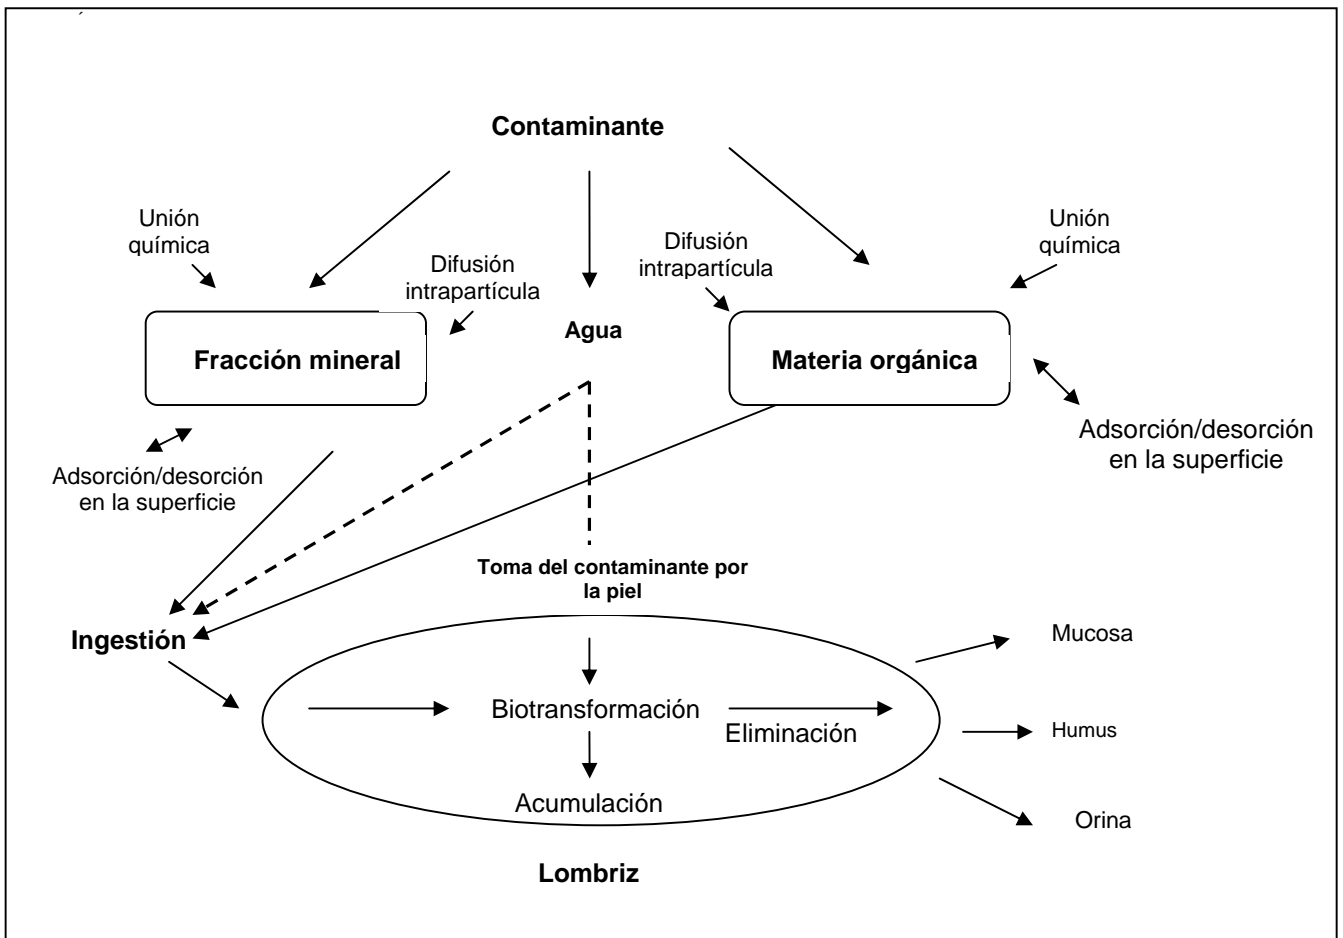 Contaminante
Unión
química
Difusión
intrapartícula
Difusión
intrapartícula
Unión
química
Fracción mineral
Agua
Materia orgánica
Adsorción/desorción
en la superficie
Adsorción/desorción
en la superficie
Toma del contaminante por
la piel
Ingestión
Biotransformación
Eliminación
Acumulación
Mucosa
Humus
Orina
Lombriz